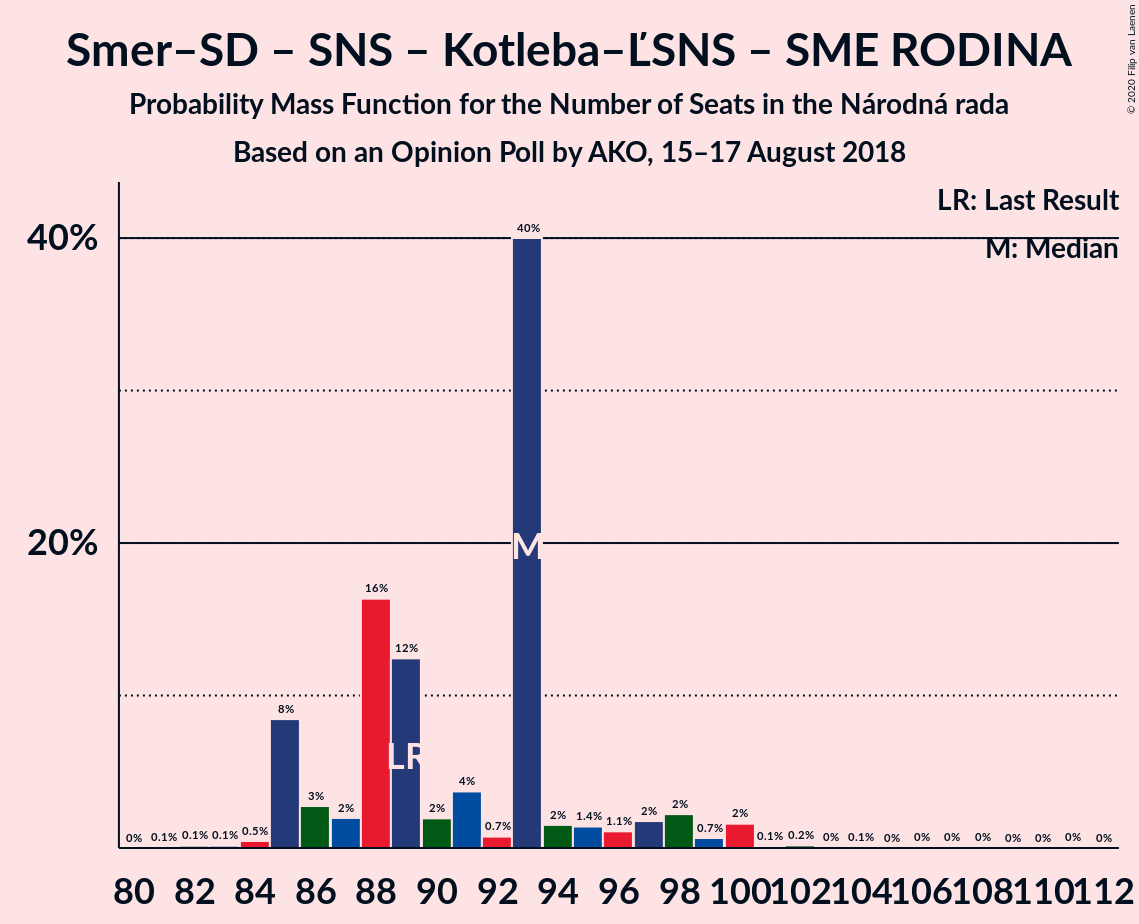 Smer–SD – SNS – Kotleba–ĽSNS – SME RODINA
Probability Mass Function for the Number of Seats in the Národná rada
Based on an Opinion Poll by AKO, 15–17 August 2018
© 2020 Filip van Laenen
LR: Last Result
M: Median
40%
20%
0% 0.1% 0.1% 0.1% 0.5% 8% 3% 2% 16% 12% 2% 4% 0.7% 40% 2% 1.4% 1.1% 2% 2% 0.7% 2% 0.1% 0.2% 0% 0.1% 0% 0% 0% 0% 0% 0% 0% 0%
M
LR
80 82 84 86 88 90 92 94 96 98 100 102 104 106 108 110 112